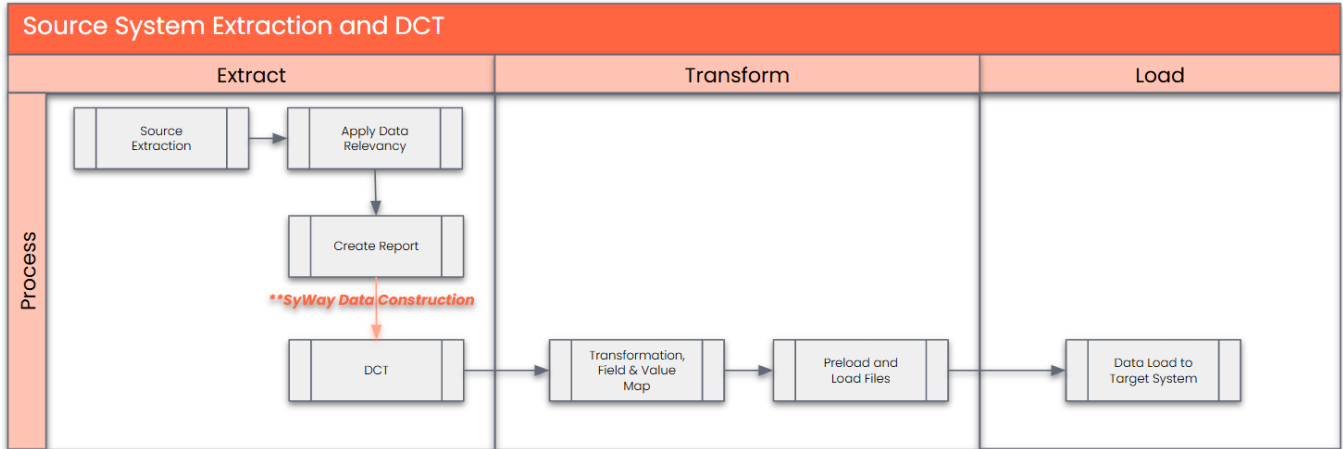 Source System Extraction and DCT
Extract
Transform
Load
Process
Source
Extraction
Apply Data
Relevancy
Create Report
**SyWay Data Construction
DCT
Transformation,
Field & Value
Map
Preload and
Load Files
Data Load to
Target System